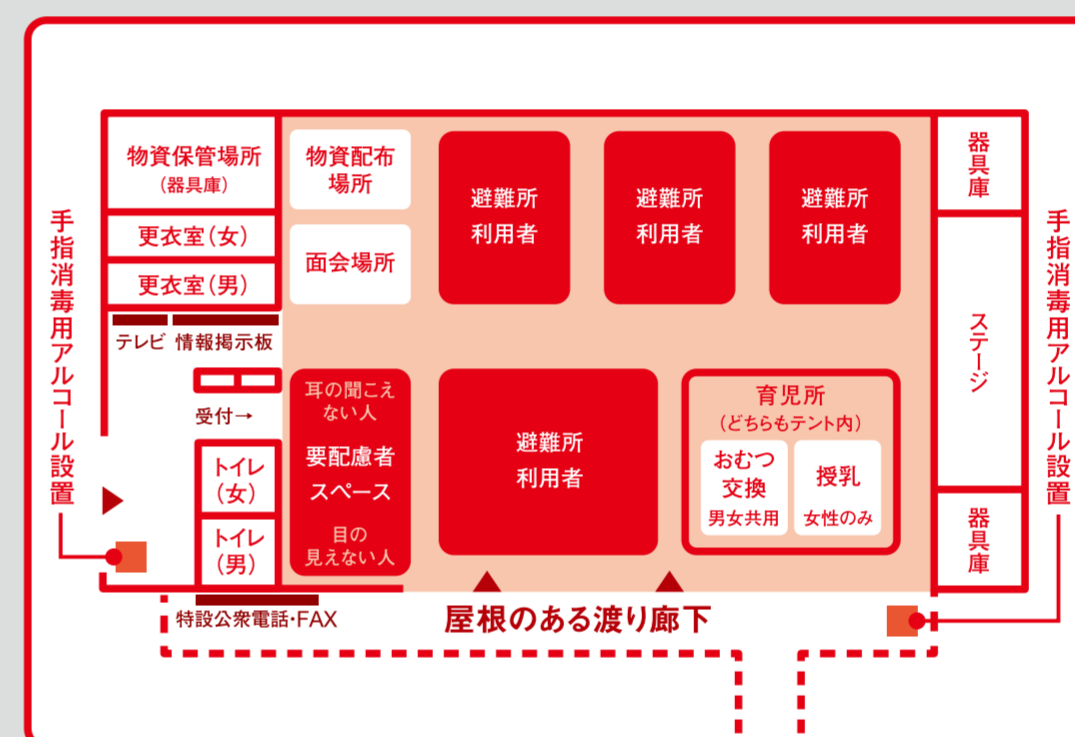 手指消毒用アルコール設置
物資保管場所
(器具庫)
更衣室(女)
更衣室(男)
テレビ 情報掲示板
受付→
トイレ
(女)
トイレ
(男)
特設公衆電話・FAX
物資配布
場所
面会場所
耳の聞こえ
ない人
要配慮者
スペース
目の
見えない人
避難所
利用者
避難所
利用者
避難所
利用者
避難所
利用者
育児所
(どちらもテント内)
おむつ
交換
男女共用
授乳
女性のみ
屋根のある渡り廊下
器具庫
ステージ
器具庫
手指消毒用アルコール設置